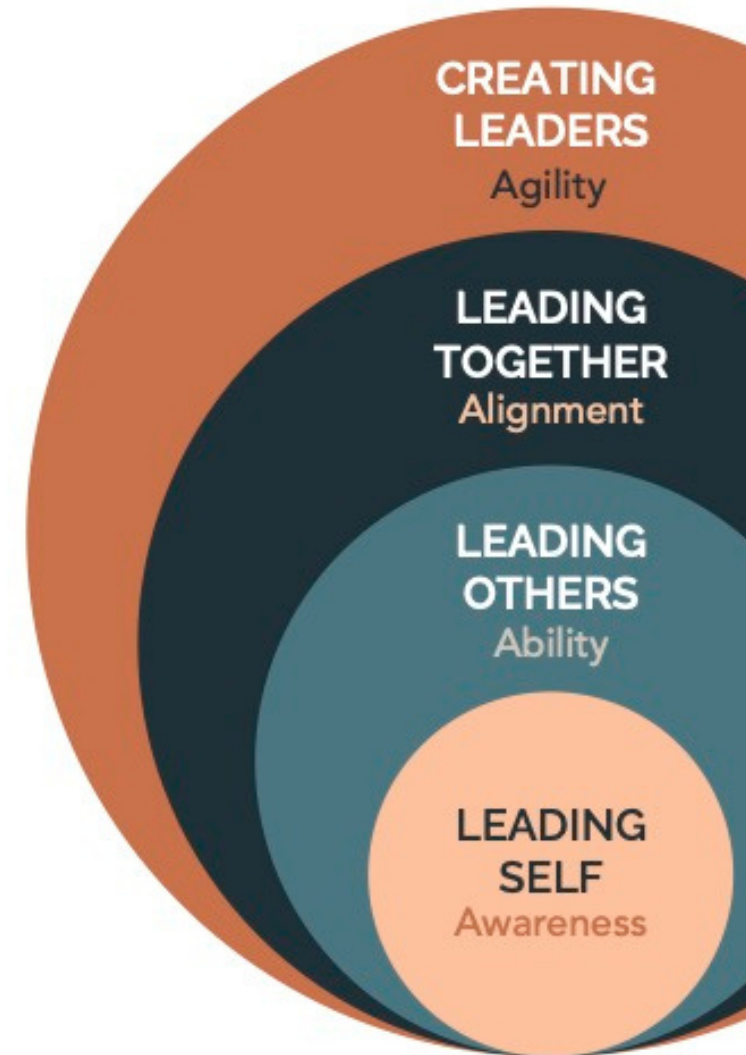 CREATING
LEADERS
Agility
LEADING
TOGETHER
Alignment
LEADING
OTHERS
Ability
LEADING
SELF
Awareness